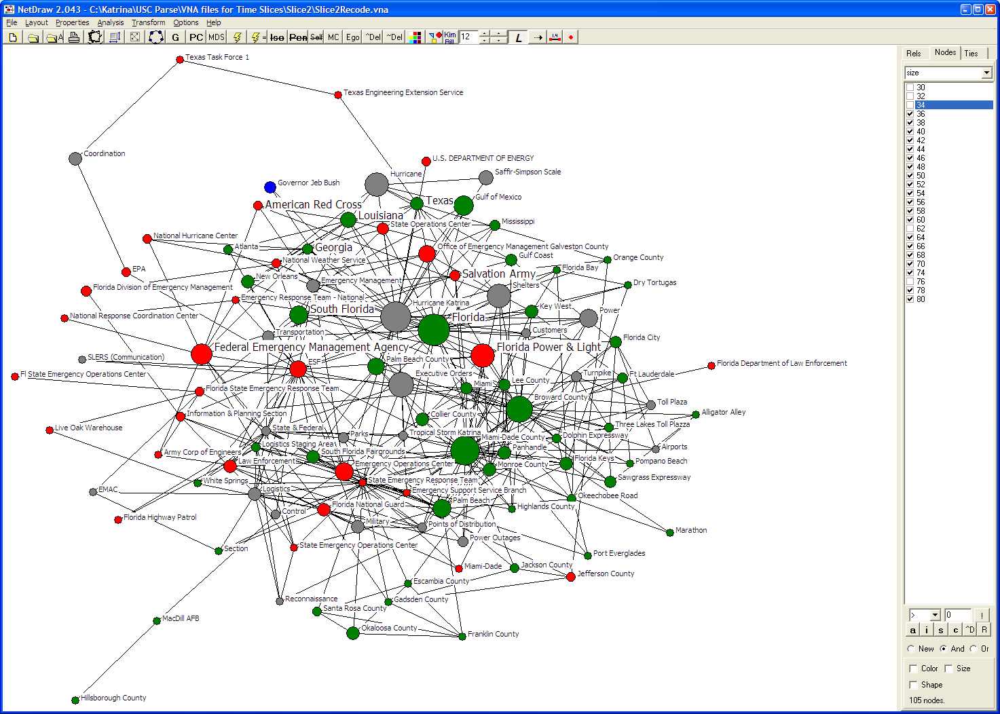 NetDraw 2.043 - C:\Katrina\USC Parse\VNA files for Time Slices\Slice2\Slice2Recode.vna
File Layout Properties Analysis Transform Options Help
A G PC MDS = Iso Pen Self MC Ego ^Del ~Del Kim Bill 12 L
Rels Nodes Ties
size
30
32
34
36
38
40
42
44
46
48
50
52
54
56
58
60
62
64
66
68
70
74
76
78
80
> 0 !
a i s c ^D R
New And Or
Color Size
Shape
105 nodes.
Texas Task Force 1
Texas Engineering Extension Service
Coordination
U.S. DEPARTMENT OF ENERGY
Hurricane
Saffir-Simpson Scale
Governor Jeb Bush
Gulf of Mexico
Texas
American Red Cross
Louisiana
State Operations Center
Mississippi
National Hurricane Center
Atlanta
Georgia
Office of Emergency Management Galveston County
Gulf Coast
Orange County
National Weather Service
EPA
Florida Bay
New Orleans
Emergency Management
Salvation Army
Dry Tortugas
Florida Division of Emergency Management
Shelters
Emergency Response Team - National
Hurricane Katrina
Key West
South Florida
Power
National Response Coordination Center
Florida
Transportation
Customers
Florida City
Federal Emergency Management Agency
Florida Power & Light
SLERS (Communication)
ESF
Palm Beach County
Florida Department of Law Enforcement
Fl State Emergency Operations Center
Executive Orders
Turnpike
Ft Lauderdale
Miami
Lee County
Florida State Emergency Response Team
Broward County
Toll Plaza
Information & Planning Section
Collier County
Alligator Alley
Live Oak Warehouse
State & Federal
Three Lakes Toll Plazza
Parks
Tropical Storm Katrina
Miami-Dade County
Dolphin Expressway
Logistics Staging Area
Panhandle
Airports
Army Corp of Engineers
South Florida Fairgrounds
Law Enforcement
Emergency Operations Center
Monroe County
Florida Keys
Pompano Beach
White Springs
State Emergency Response Team
Sawgrass Expressway
EMAC
Logistics
Emergency Support Service Branch
Okeechobee Road
Palm Beach
Florida National Guard
Highlands County
Control
Florida Highway Patrol
Military
Points of Distribution
Marathon
Power Outages
Section
State Emergency Operations Center
Port Everglades
Miami-Dade
Jackson County
Jefferson County
Escambia County
Reconnaissance
Gadsden County
Santa Rosa County
MacDill AFB
Okaloosa County
Franklin County
Hillsborough County